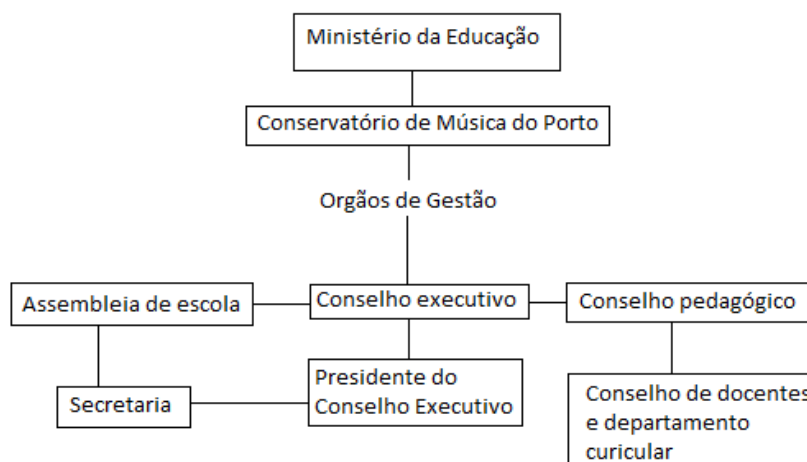 Ministério da Educação
Conservatório de Música do Porto
Orgãos de Gestão
Assembleia de escola
Conselho executivo
Conselho pedagógico
Secretaria
Presidente do
Conselho Executivo
Conselho de docentes
e departamento
curicular